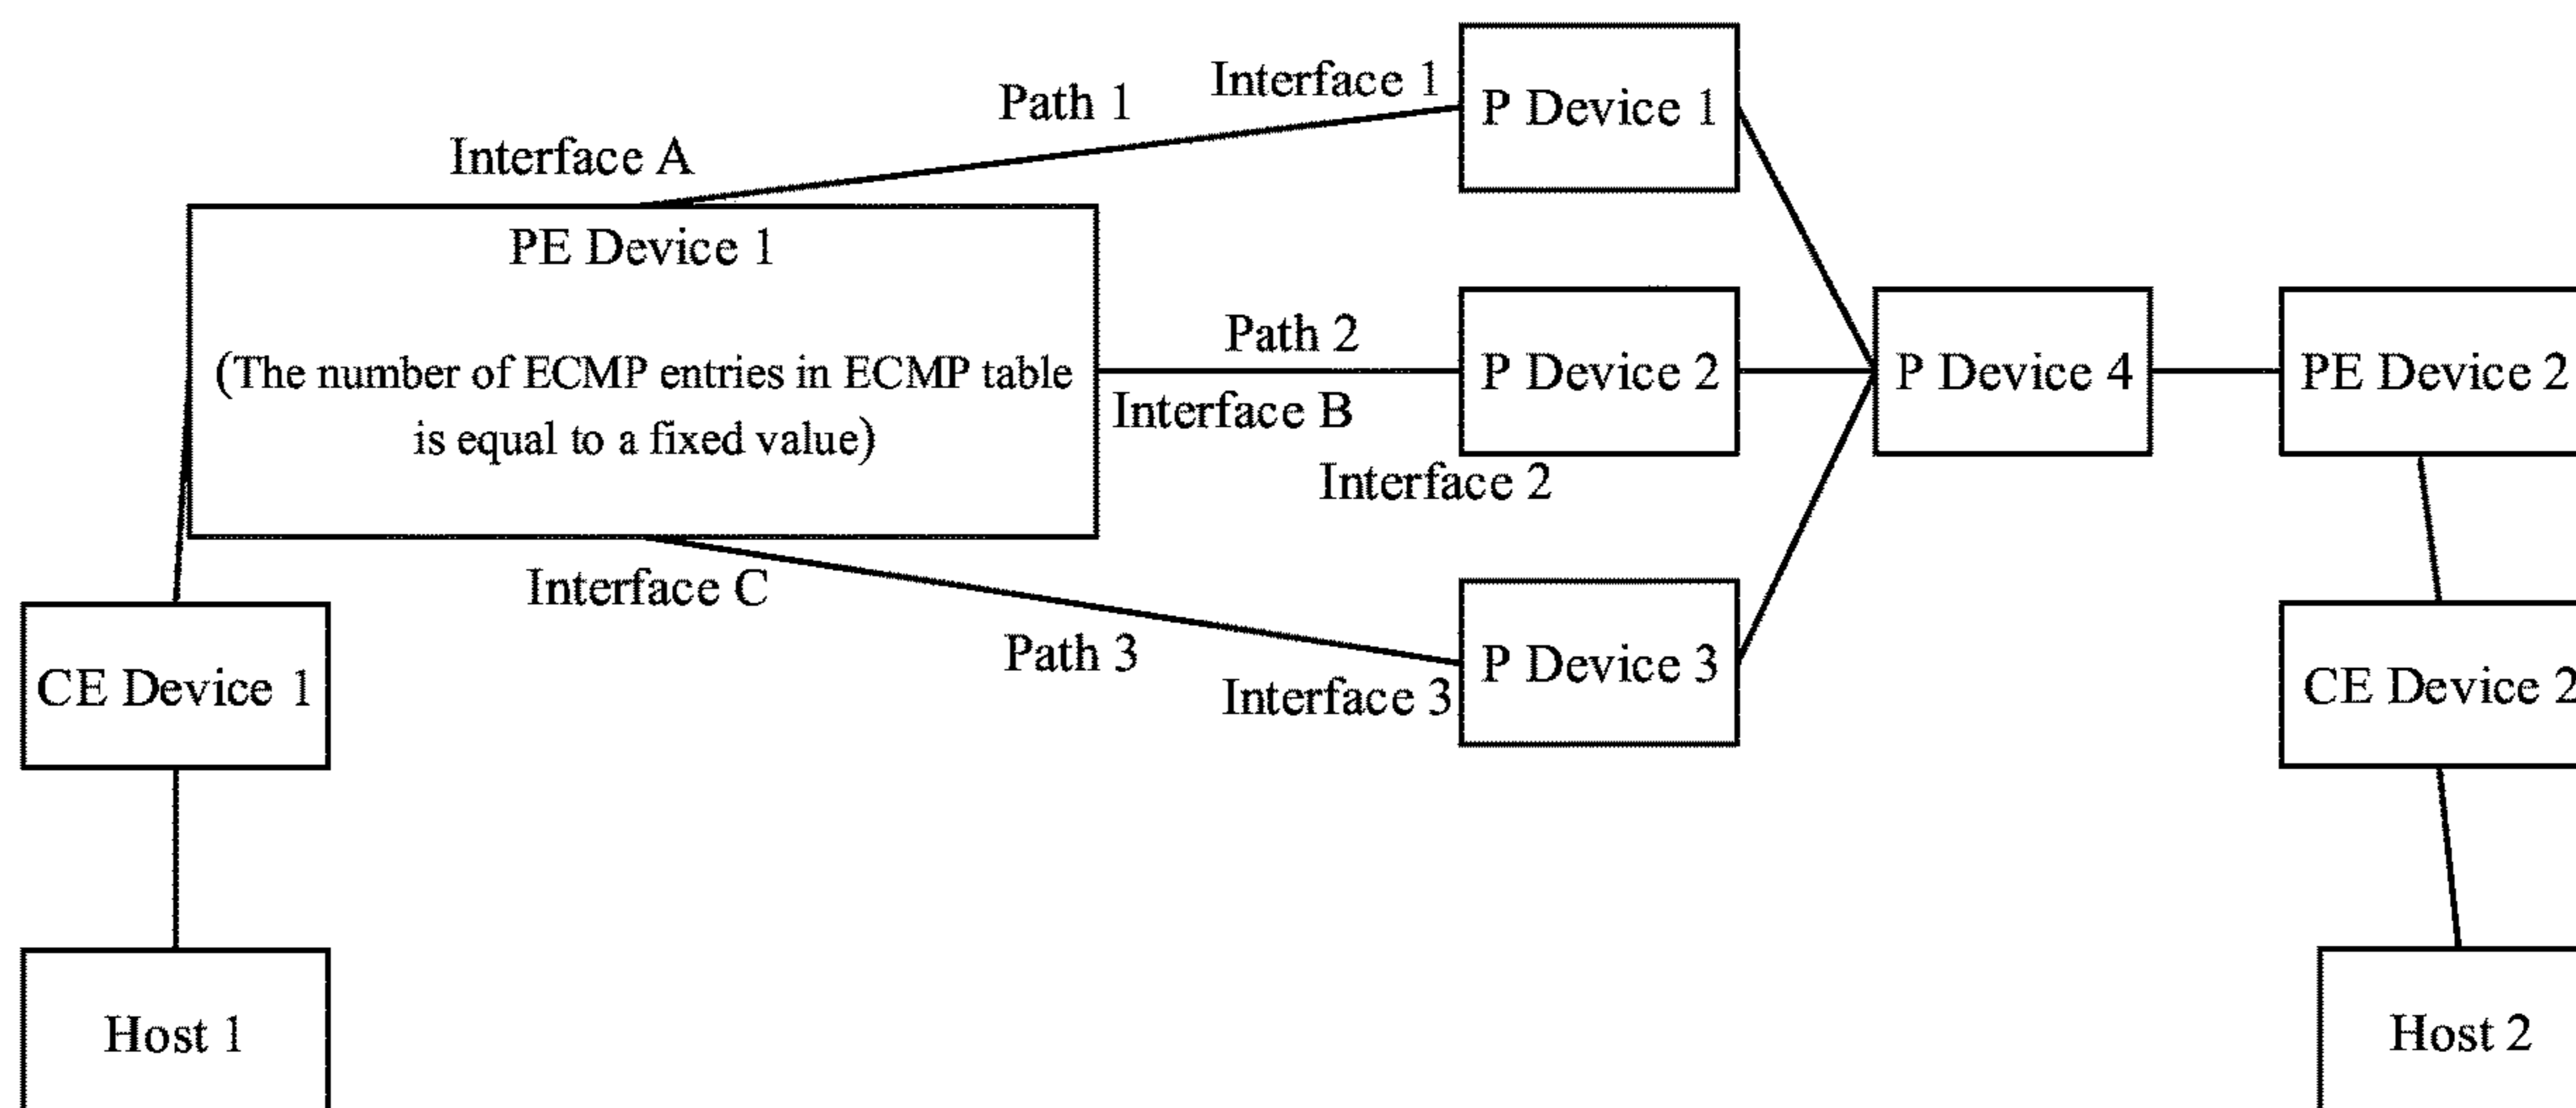 Interface 1
P Device 1
Path 1
Interface A
PE Device 1
(The number of ECMP entries in ECMP table
is equal to a fixed value)
Path 2
Interface B
P Device 2
Interface 2
P Device 4
PE Device 2
Interface C
Path 3
Interface 3
P Device 3
CE Device 1
CE Device 2
Host 1
Host 2